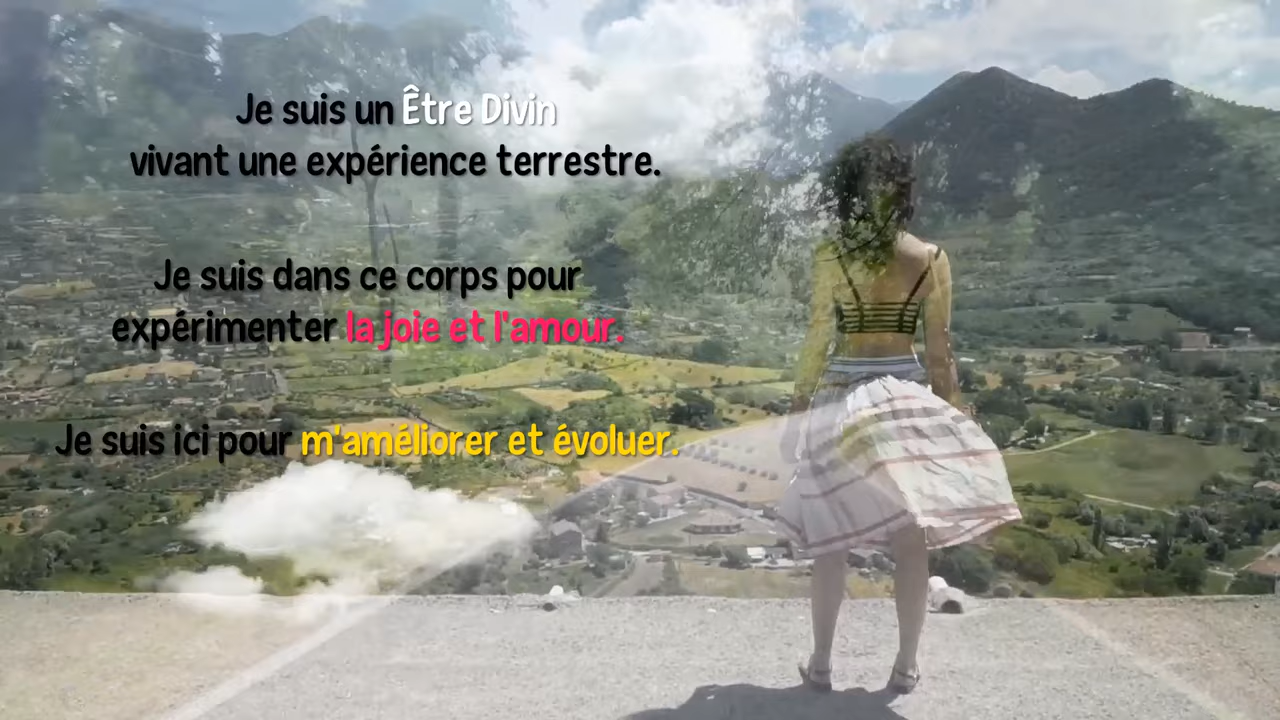 Je suis un Être Divin
vivant une expérience terrestre.
Je suis dans ce corps pour
expérimenter la joie et l'amour.
Je suis ici pour m'améliorer et évoluer.